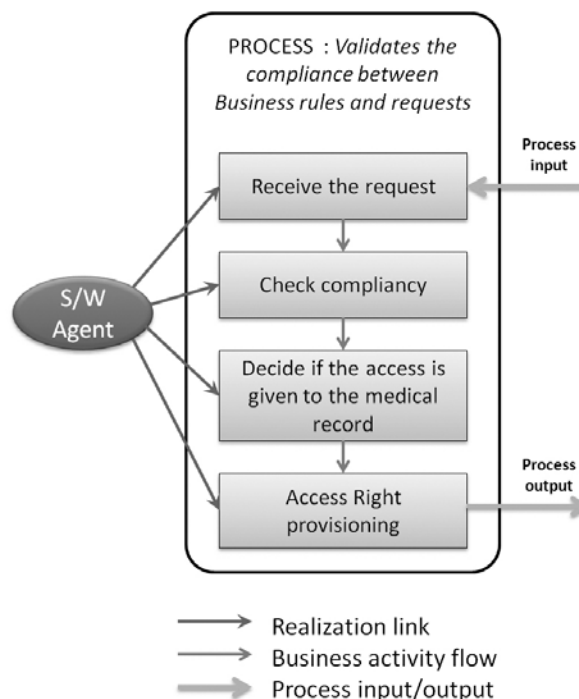 PROCESS : Validates the
compliance between
Business rules and requests
Process
input
Receive the request
Check compliancy
S/W
Agent
Decide if the access is
given to the medical
record
Process
output
Access Right
provisioning
Realization link
Business activity flow
Process input/output